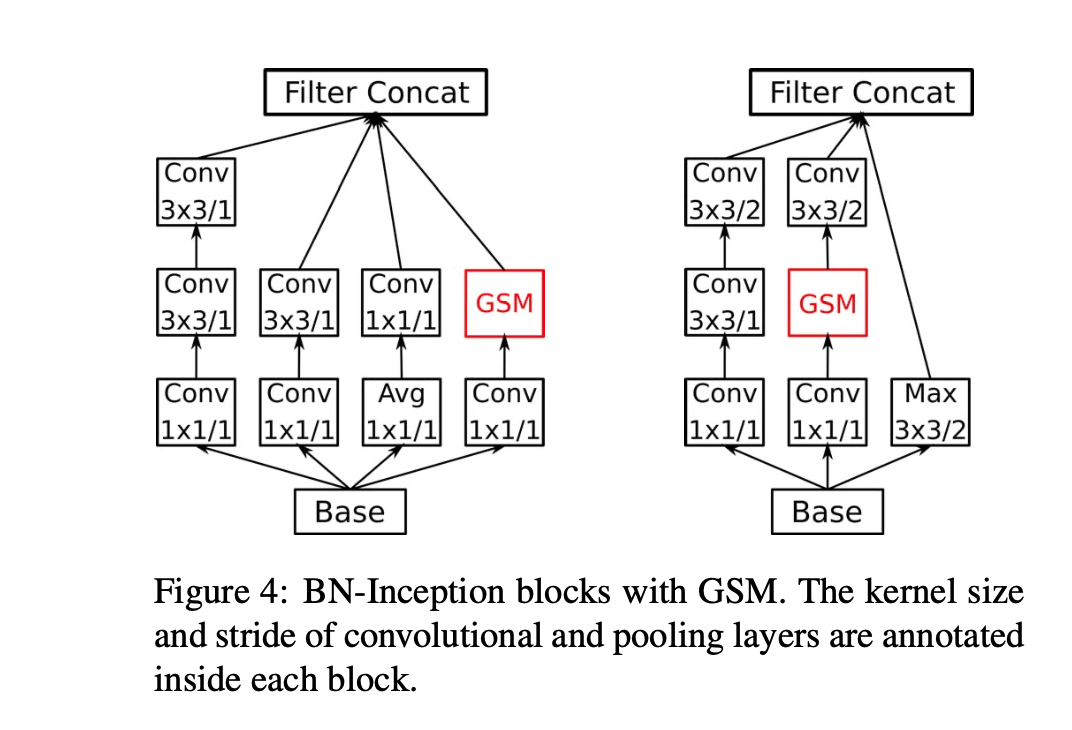 Filter Concat
Conv
3x3/1
Conv
3x3/1
Conv
3x3/1
Conv
1x1/1
GSM
Conv
1x1/1
Conv
1x1/1
Avg
1x1/1
Conv
1x1/1
Base
Filter Concat
Conv
3x3/2
Conv
3x3/2
Conv
3x3/1
GSM
Conv
1x1/1
Conv
1x1/1
Max
3x3/2
Base
Figure 4: BN-Inception blocks with GSM. The kernel size
and stride of convolutional and pooling layers are annotated
inside each block.